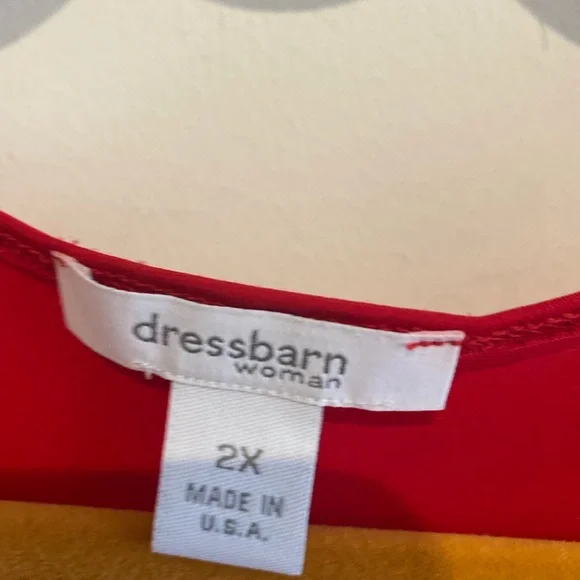 dressbarn
woman
2X
MADE IN
U.S.A.